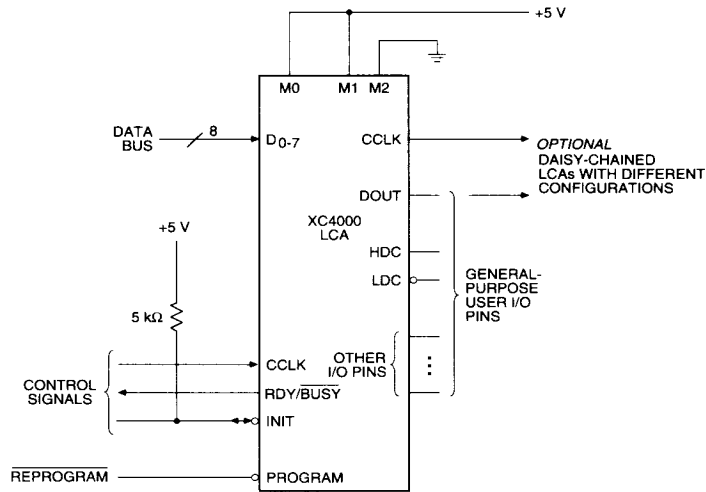 +5 V
M0 M1 M2
DATA
BUS
8
D0-7
CCLK
OPTIONAL
DAISY-CHAINED
LCAs WITH DIFFERENT
CONFIGURATIONS
DOUT
XC4000
LCA
+5 V
HDC
LDC
GENERAL-
PURPOSE
USER I/O
PINS
5 kΩ
OTHER
I/O PINS
CONTROL
SIGNALS
CCLK
RDY/BUSY
INIT
REPROGRAM
PROGRAM